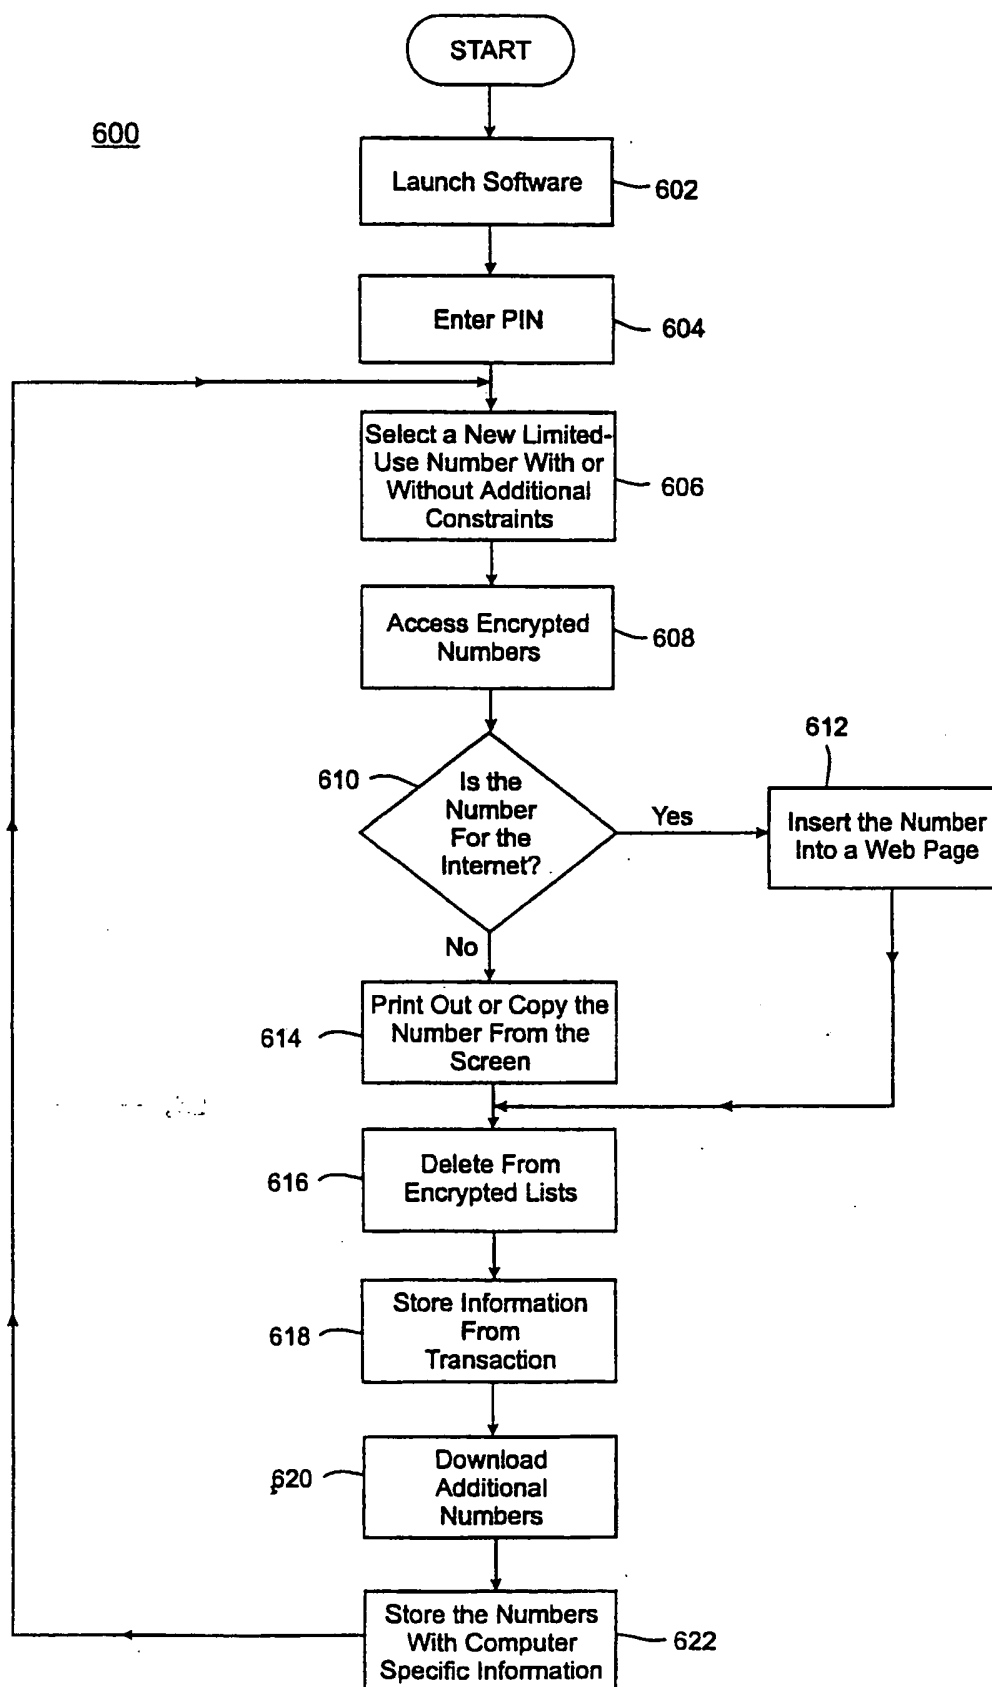 START
600
Launch Software
602
Enter PIN
604
Select a New Limited-
Use Number With or
Without Additional
Constraints
606
Access Encrypted
Numbers
608
610
Is the
Number
For the
Internet?
Yes
612
Insert the Number
Into a Web Page
No
614
Print Out or Copy the
Number From the
Screen
616
Delete From
Encrypted Lists
618
Store Information
From
Transaction
620
Download
Additional
Numbers
Store the Numbers
With Computer
Specific Information
622